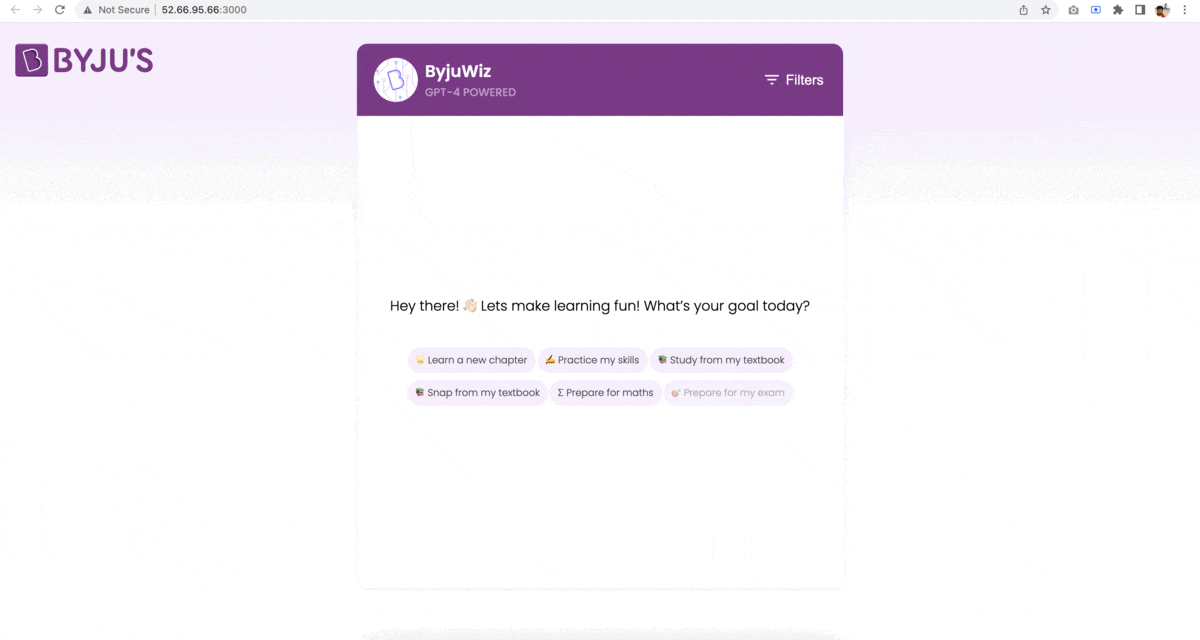 Not Secure | 52.66.95.66:3000
BYJU'S
ByjuWiz
GPT-4 POWERED
Filters
Hey there! 👋🏻 Lets make learning fun! What's your goal today?
🌟 Learn a new chapter ✍️ Practice my skills 📚 Study from my textbook
📚 Snap from my textbook Σ Prepare for maths 🎯 Prepare for my exam